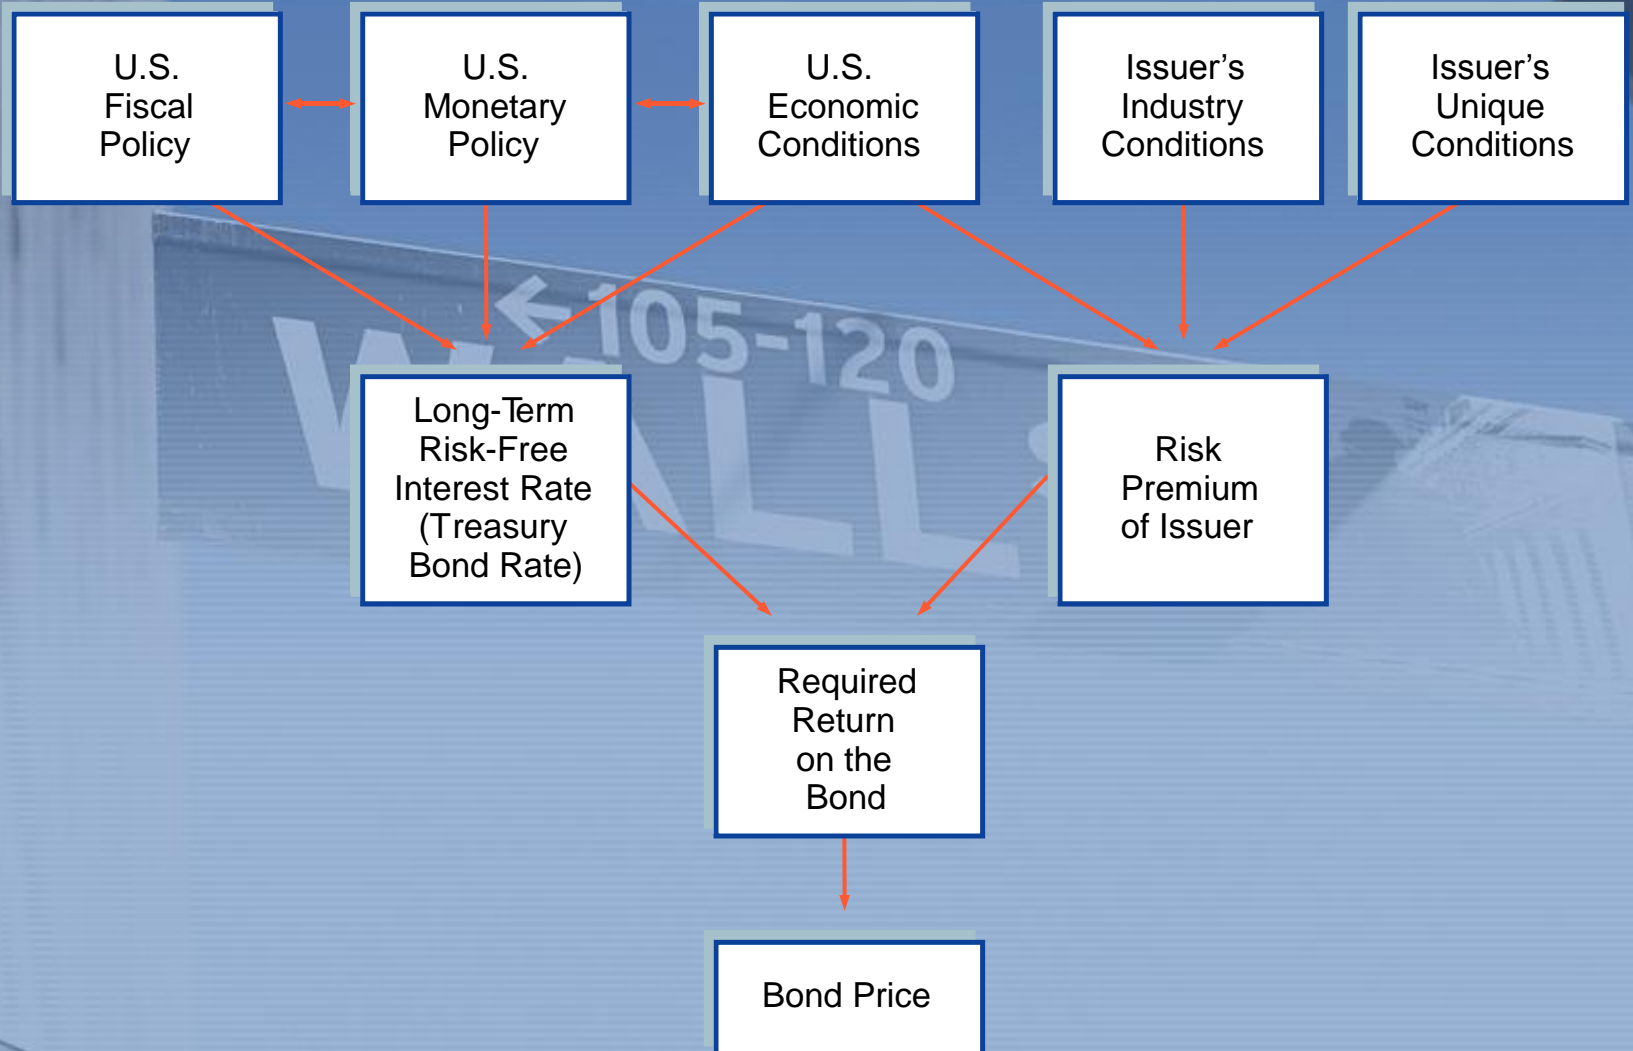 U.S.
Fiscal
Policy
U.S.
Monetary
Policy
U.S.
Economic
Conditions
Issuer’s
Industry
Conditions
Issuer’s
Unique
Conditions
←105-120
WALL
Long-Term
Risk-Free
Interest Rate
(Treasury
Bond Rate)
Risk
Premium
of Issuer
Required
Return
on the
Bond
Bond Price